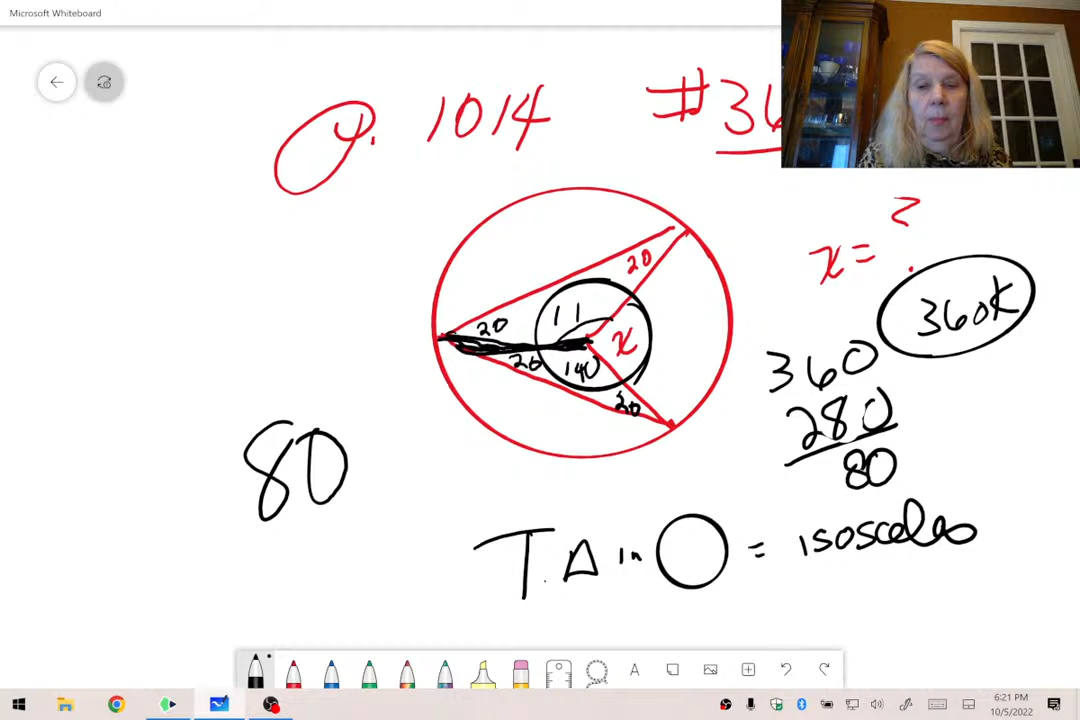 Microsoft Whiteboard
P. 1014 #36
x = ?
360K
20
20
11
x
20
140
20
360
280
80
80
T. Δ in ◯ = isosceles
A
6:21 PM
10/5/2022